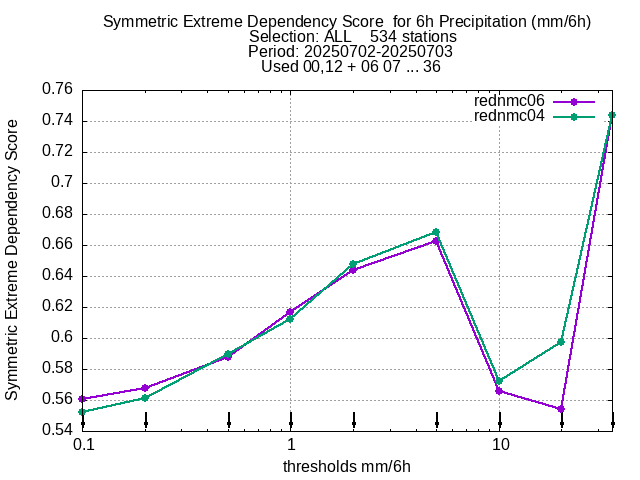 Symmetric Extreme Dependency Score  for 6h Precipitation (mm/6h)
Selection: ALL    534 stations
Period: 20250702-20250703
Used 00,12 + 06 07 ... 36
rednmc06
rednmc04
Symmetric Extreme Dependency Score
0.76
0.74
0.72
0.7
0.68
0.66
0.64
0.62
0.6
0.58
0.56
0.54
0.1 1 10
thresholds mm/6h